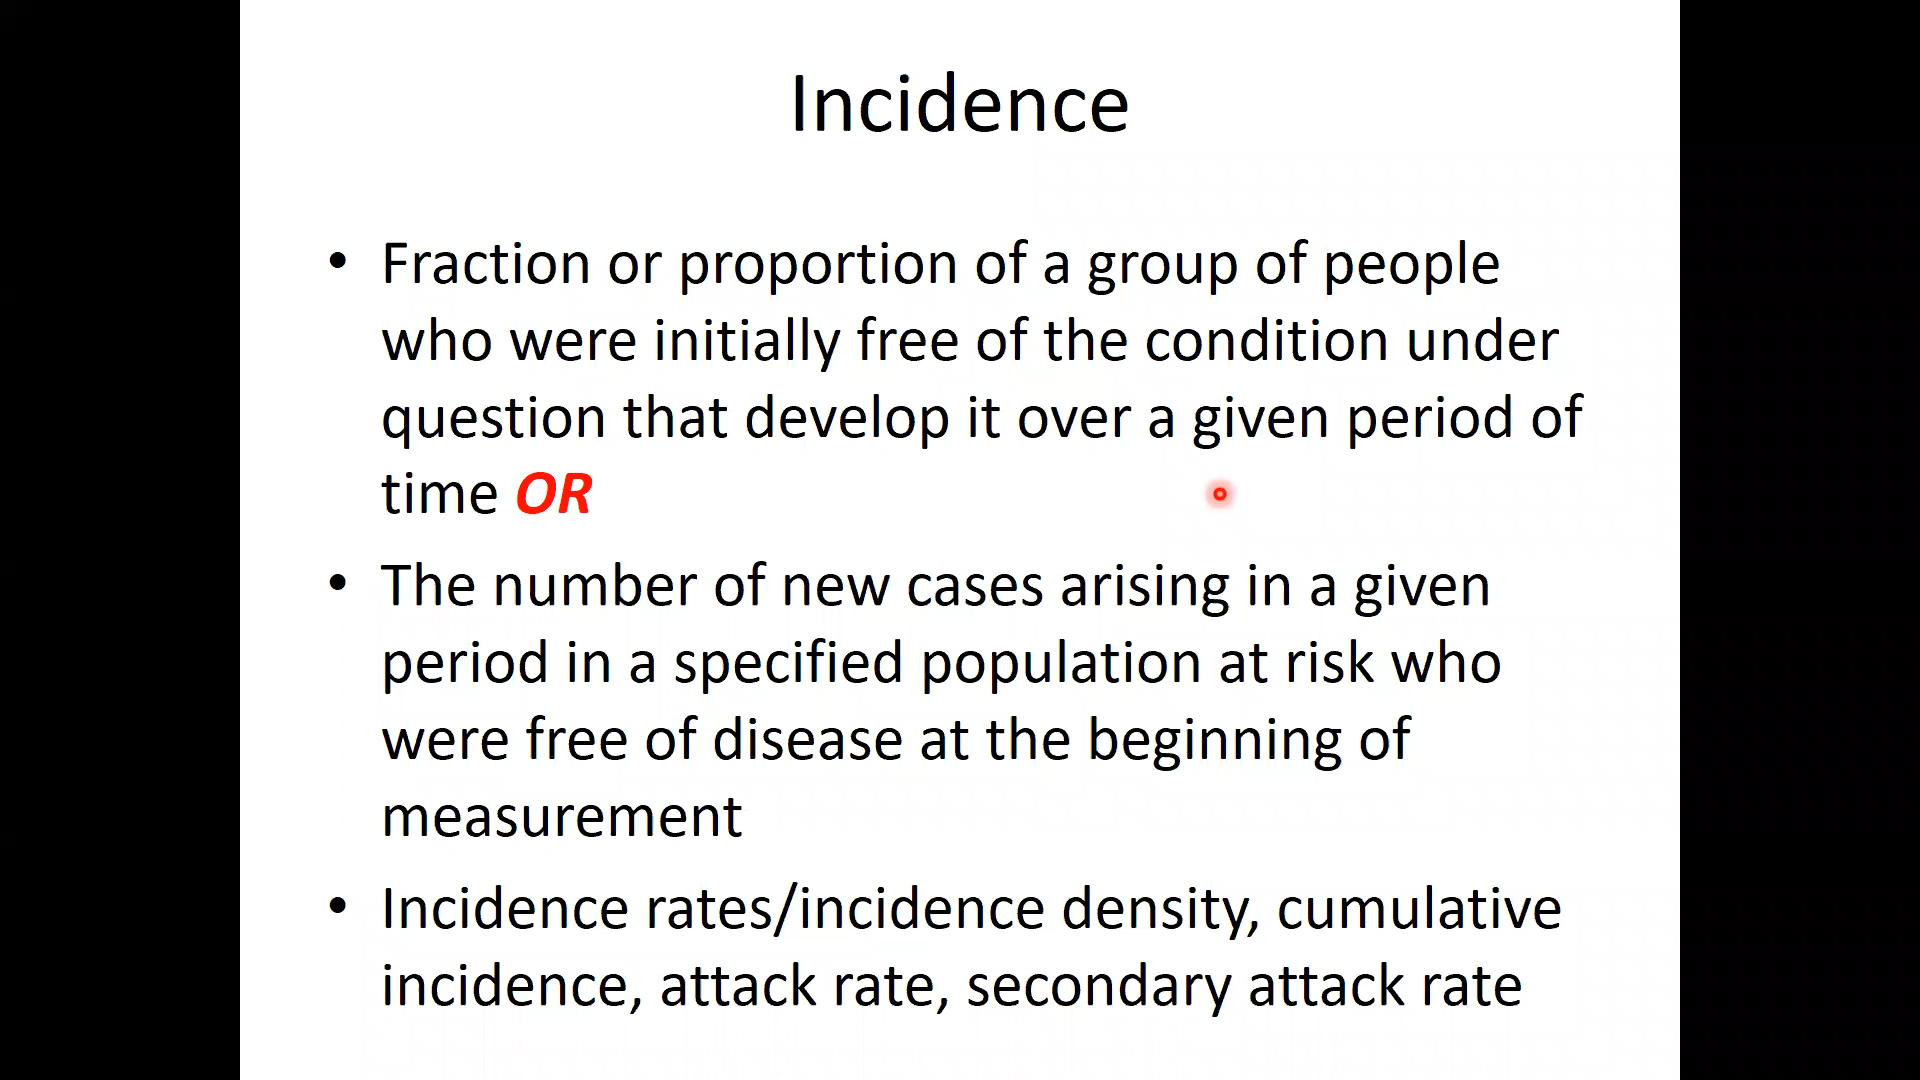 Incidence
• Fraction or proportion of a group of people
who were initially free of the condition under
question that develop it over a given period of
time OR
• The number of new cases arising in a given
period in a specified population at risk who
were free of disease at the beginning of
measurement
• Incidence rates/incidence density, cumulative
incidence, attack rate, secondary attack rate